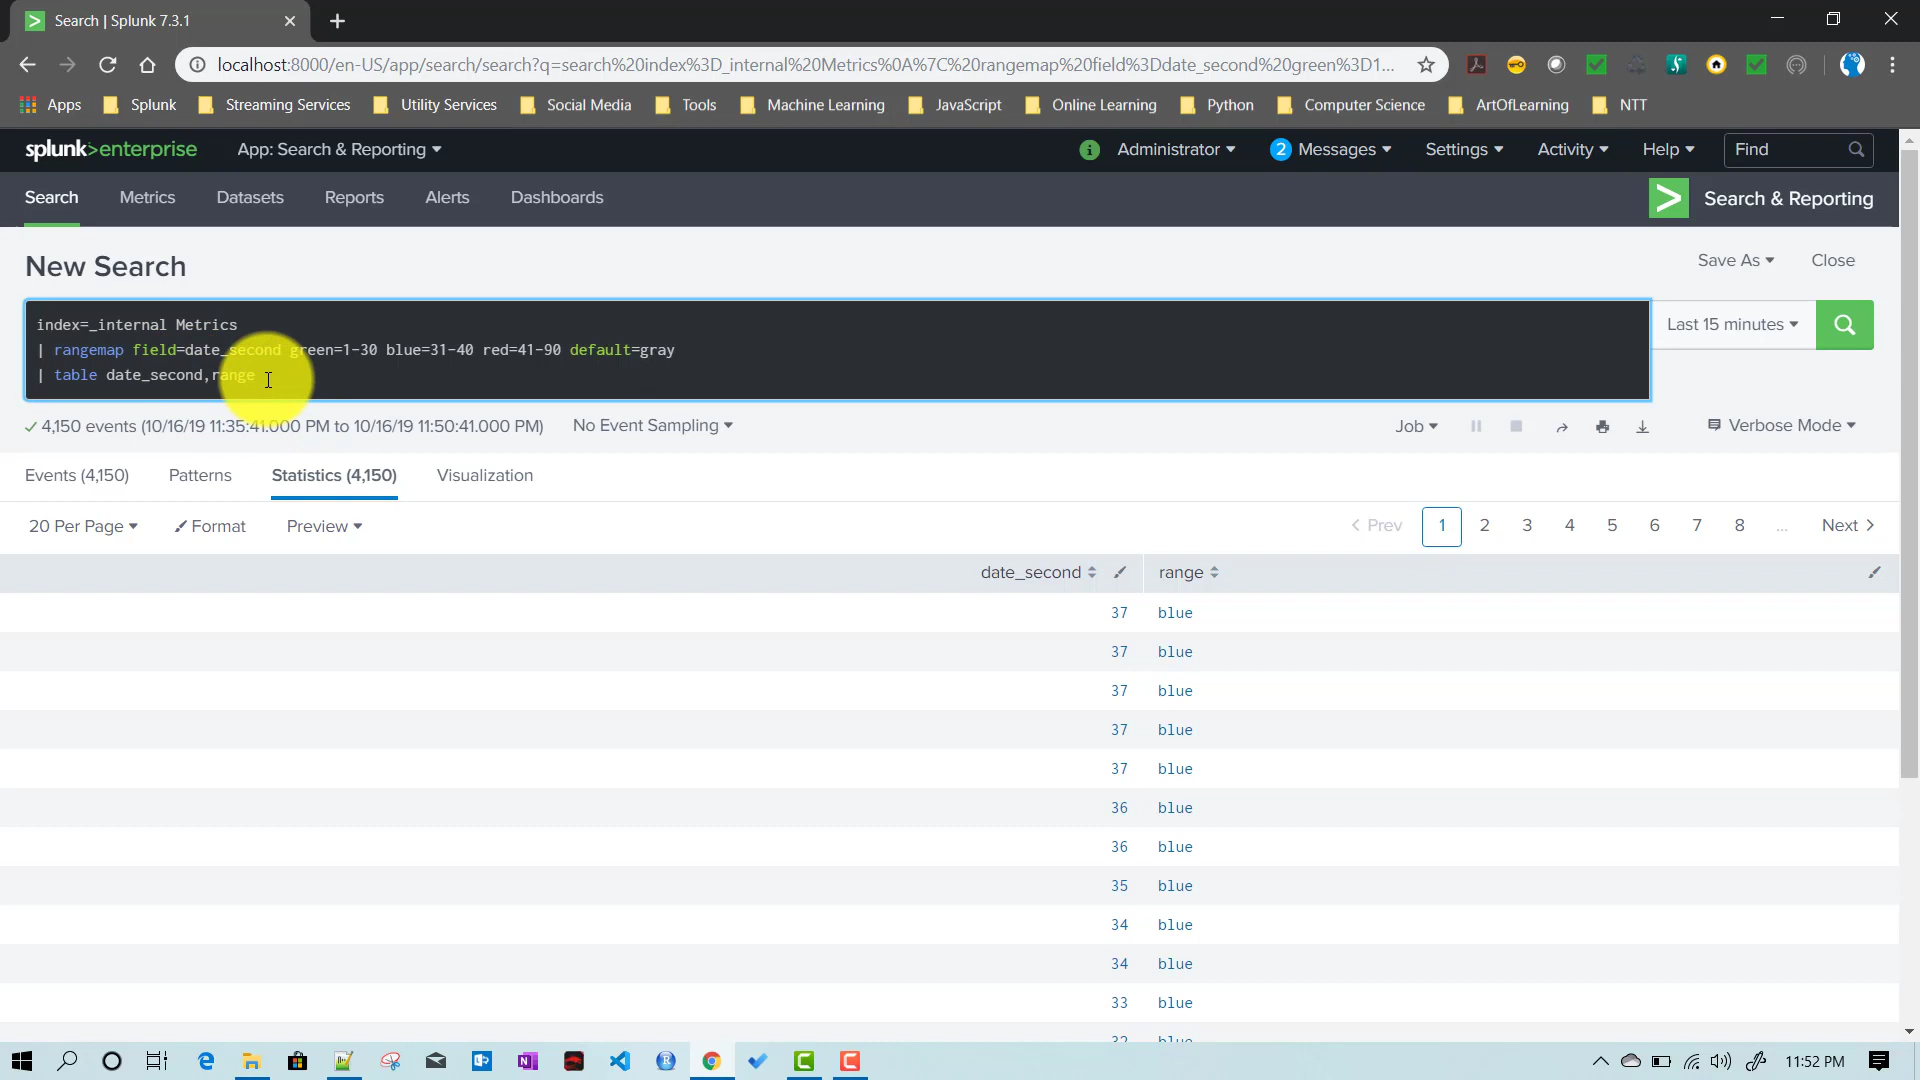 Search | Splunk 7.3.1
localhost:8000/en-US/app/search/search?q=search%20index%3D_internal%20Metrics%0A%7C%20rangemap%20field%3Ddate_second%20green%3D1...
Apps Splunk Streaming Services Utility Services Social Media Tools Machine Learning JavaScript Online Learning Python Computer Science ArtOfLearning NTT
splunk>enterprise App: Search & Reporting i Administrator 2 Messages Settings Activity Help Find
Search Metrics Datasets Reports Alerts Dashboards > Search & Reporting
New Search Save As Close
index=_internal Metrics
| rangemap field=date_second green=1-30 blue=31-40 red=41-90 default=gray
| table date_second,range
Last 15 minutes
4,150 events (10/16/19 11:35:41.000 PM to 10/16/19 11:50:41.000 PM) No Event Sampling Job Verbose Mode
Events (4,150) Patterns Statistics (4,150) Visualization
20 Per Page Format Preview < Prev 1 2 3 4 5 6 7 8 ... Next >
date_second range
37 blue
37 blue
37 blue
37 blue
37 blue
36 blue
36 blue
35 blue
34 blue
34 blue
33 blue
32 blue
11:52 PM